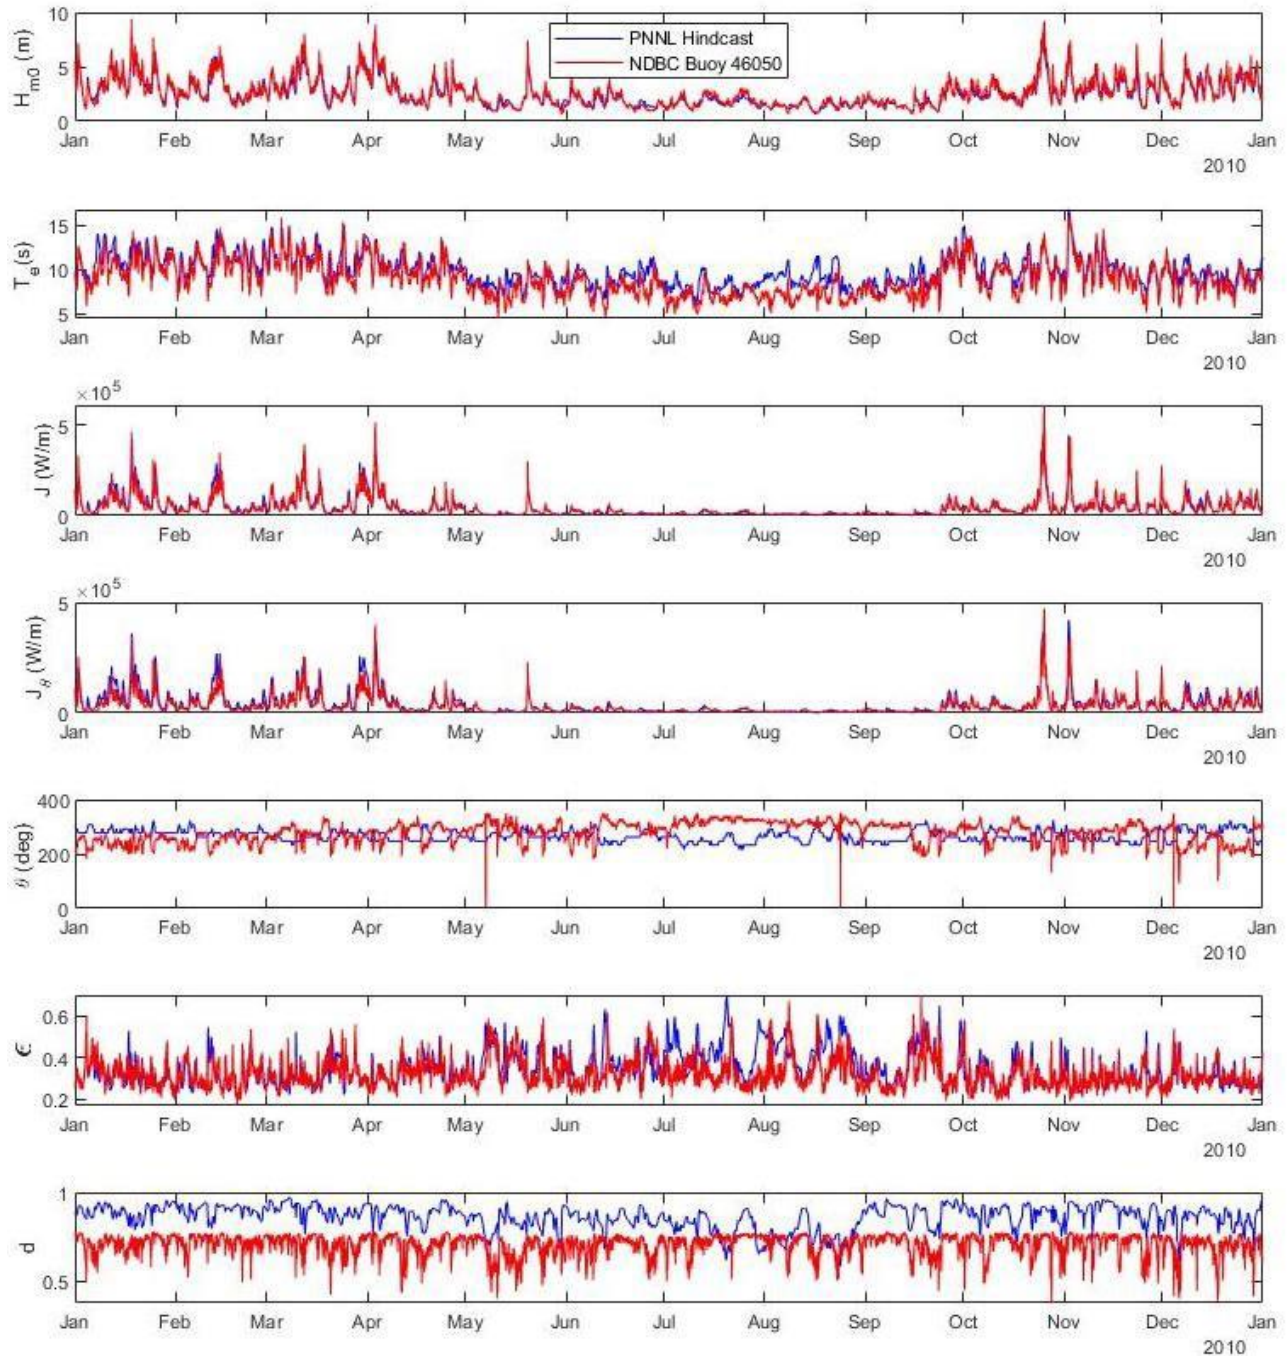 PNNL Hindcast
NDBC Buoy 46050
H_m0 (m)
10
5
0
Jan Feb Mar Apr May Jun Jul Aug Sep Oct Nov Dec Jan
2010
T_e(s)
15
10
5
Jan Feb Mar Apr May Jun Jul Aug Sep Oct Nov Dec Jan
2010
×10^5
J (W/m)
5
0
Jan Feb Mar Apr May Jun Jul Aug Sep Oct Nov Dec Jan
2010
×10^5
J_θ (W/m)
5
0
Jan Feb Mar Apr May Jun Jul Aug Sep Oct Nov Dec Jan
2010
θ (deg)
400
200
0
Jan Feb Mar Apr May Jun Jul Aug Sep Oct Nov Dec Jan
2010
ϵ
0.6
0.4
0.2
Jan Feb Mar Apr May Jun Jul Aug Sep Oct Nov Dec Jan
2010
d
1
0.5
Jan Feb Mar Apr May Jun Jul Aug Sep Oct Nov Dec Jan
2010